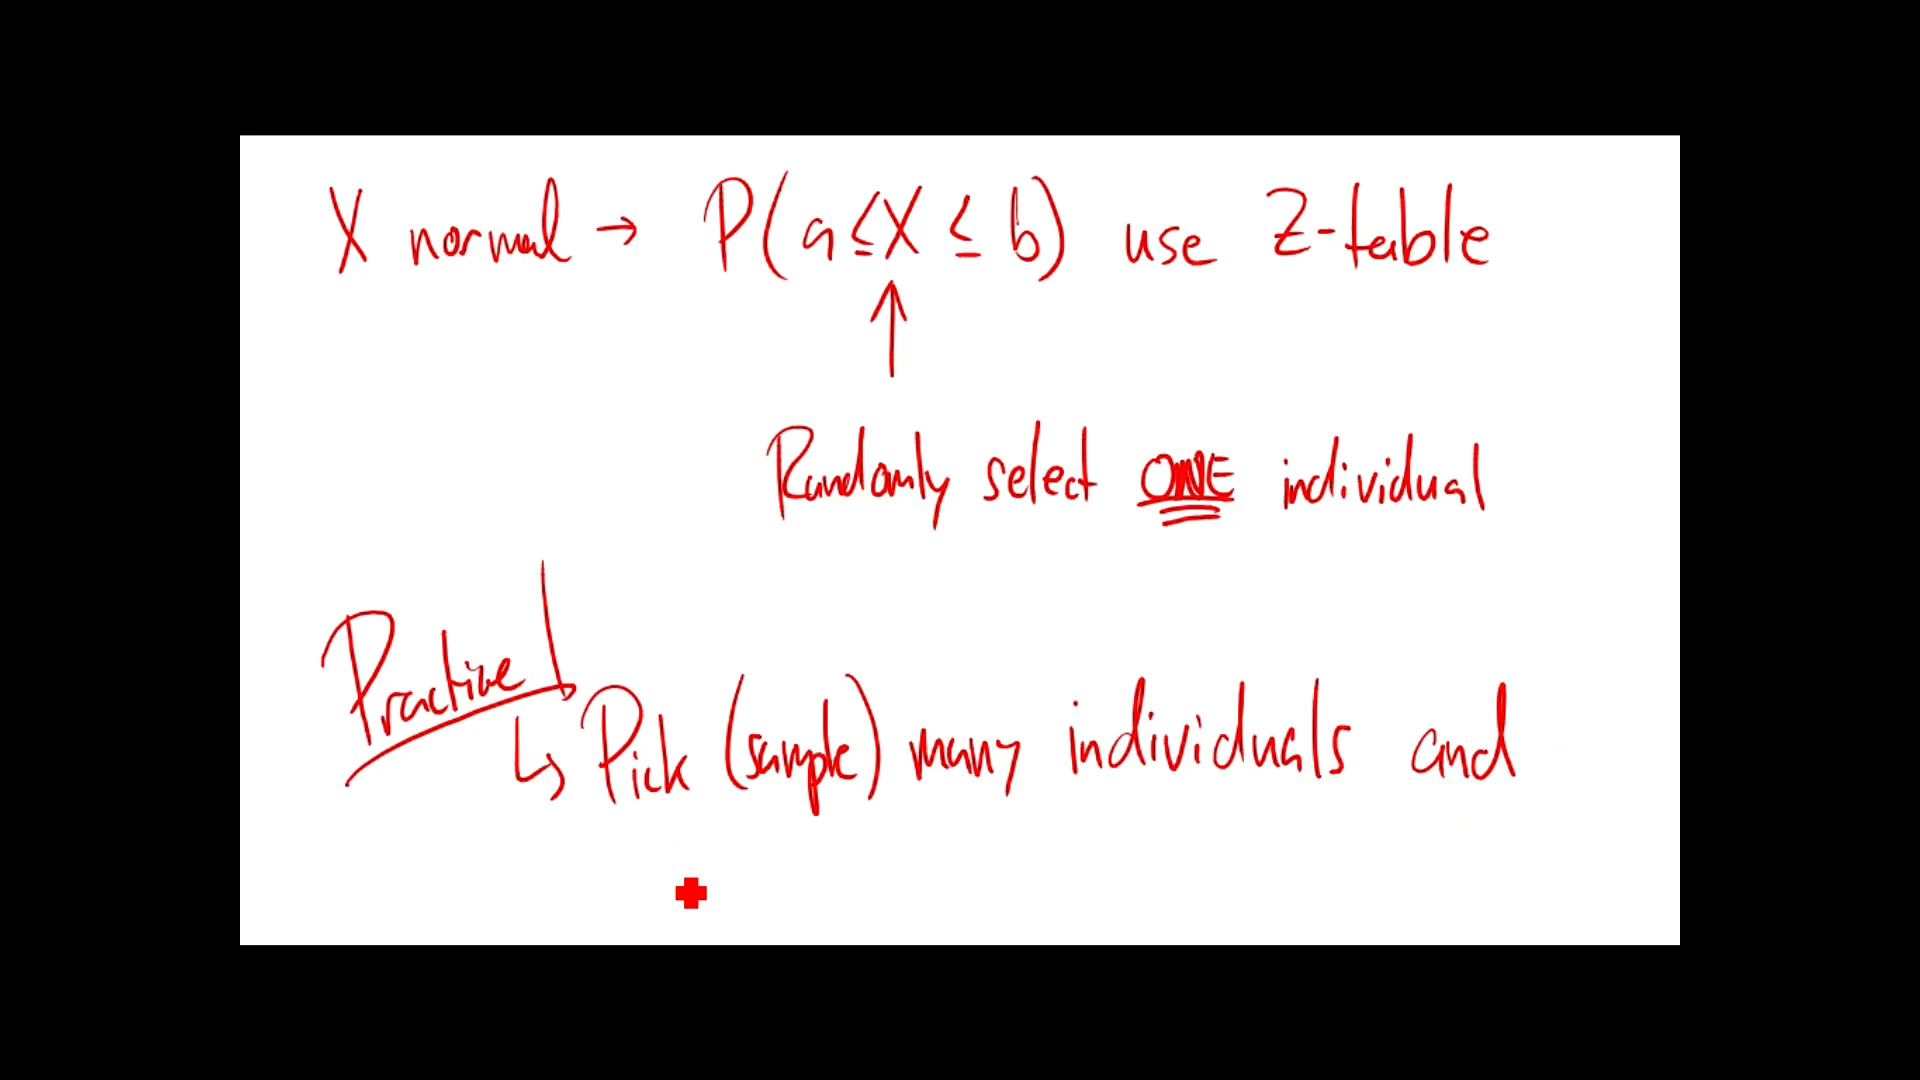 X normal → P(a ≤ X ≤ b) use Z-table
↑
Randomly select ONE individual
Practice
↳ Pick (sample) many individuals and